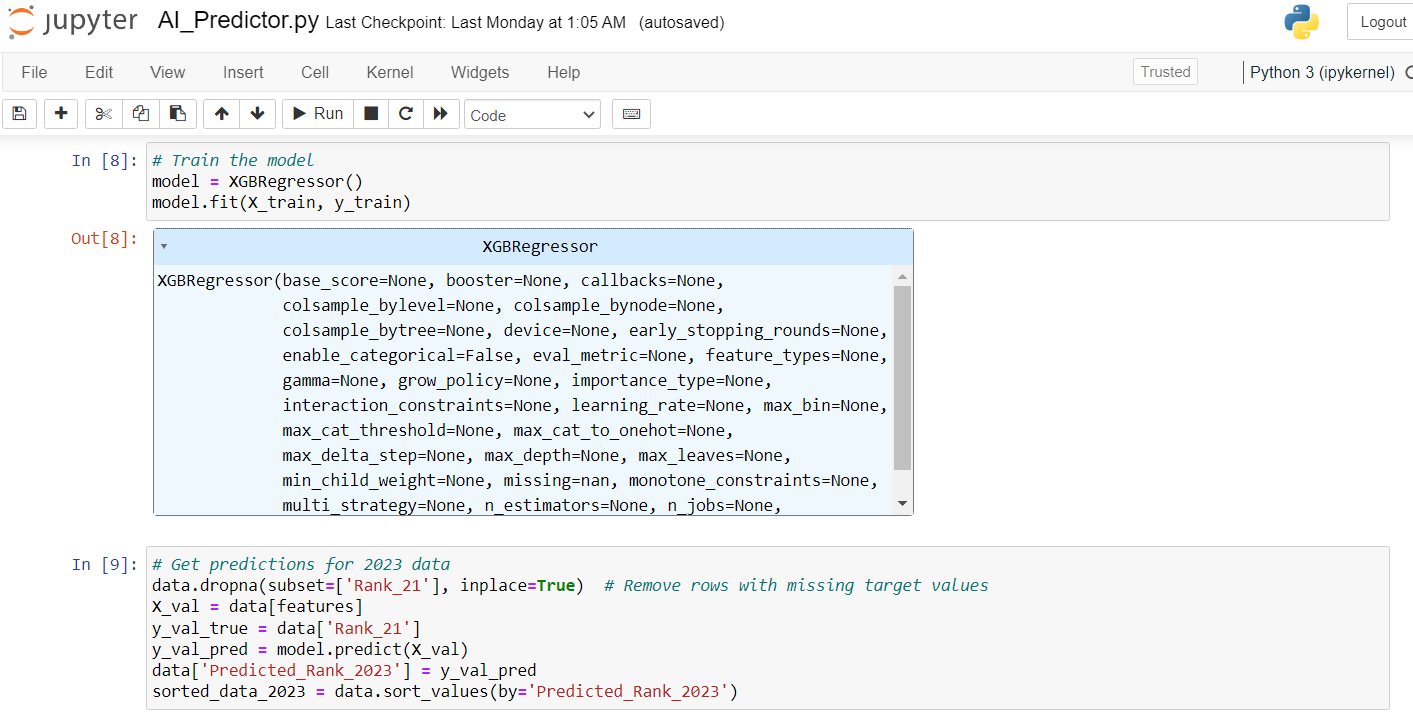 jupyter AI_Predictor.py Last Checkpoint: Last Monday at 1:05 AM (autosaved)
Logout
File Edit View Insert Cell Kernel Widgets Help
Trusted
Python 3 (ipykernel)
Run
Code
In [8]:
# Train the model
model = XGBRegressor()
model.fit(X_train, y_train)
Out[8]:
XGBRegressor
XGBRegressor(base_score=None, booster=None, callbacks=None,
colsample_bylevel=None, colsample_bynode=None,
colsample_bytree=None, device=None, early_stopping_rounds=None,
enable_categorical=False, eval_metric=None, feature_types=None,
gamma=None, grow_policy=None, importance_type=None,
interaction_constraints=None, learning_rate=None, max_bin=None,
max_cat_threshold=None, max_cat_to_onehot=None,
max_delta_step=None, max_depth=None, max_leaves=None,
min_child_weight=None, missing=nan, monotone_constraints=None,
multi_strategy=None, n_estimators=None, n_jobs=None,
In [9]:
# Get predictions for 2023 data
data.dropna(subset=['Rank_21'], inplace=True)  # Remove rows with missing target values
X_val = data[features]
y_val_true = data['Rank_21']
y_val_pred = model.predict(X_val)
data['Predicted_Rank_2023'] = y_val_pred
sorted_data_2023 = data.sort_values(by='Predicted_Rank_2023')